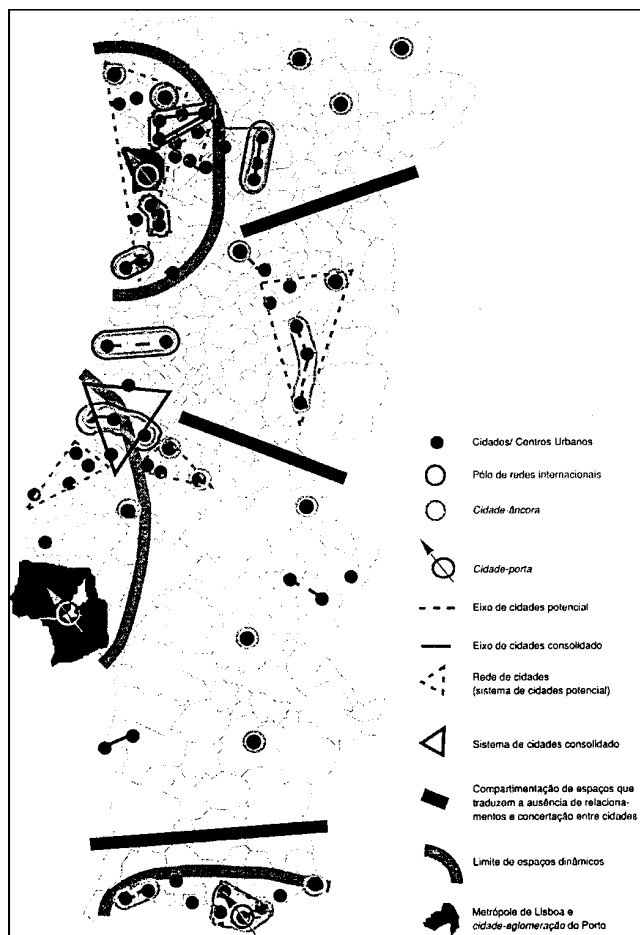 Cidades/ Centros Urbanos
Pólo de redes internacionais
Cidade-âncora
Cidade-porta
Eixo de cidades potencial
Eixo de cidades consolidado
Rede de cidades
(sistema de cidades potencial)
Sistema de cidades consolidado
Compartimentação de espaços que
traduzem a ausência de relaciona-
mentos e concertação entre cidades
Limite de espaços dinâmicos
Metrópole de Lisboa e
cidade-aglomeração do Porto